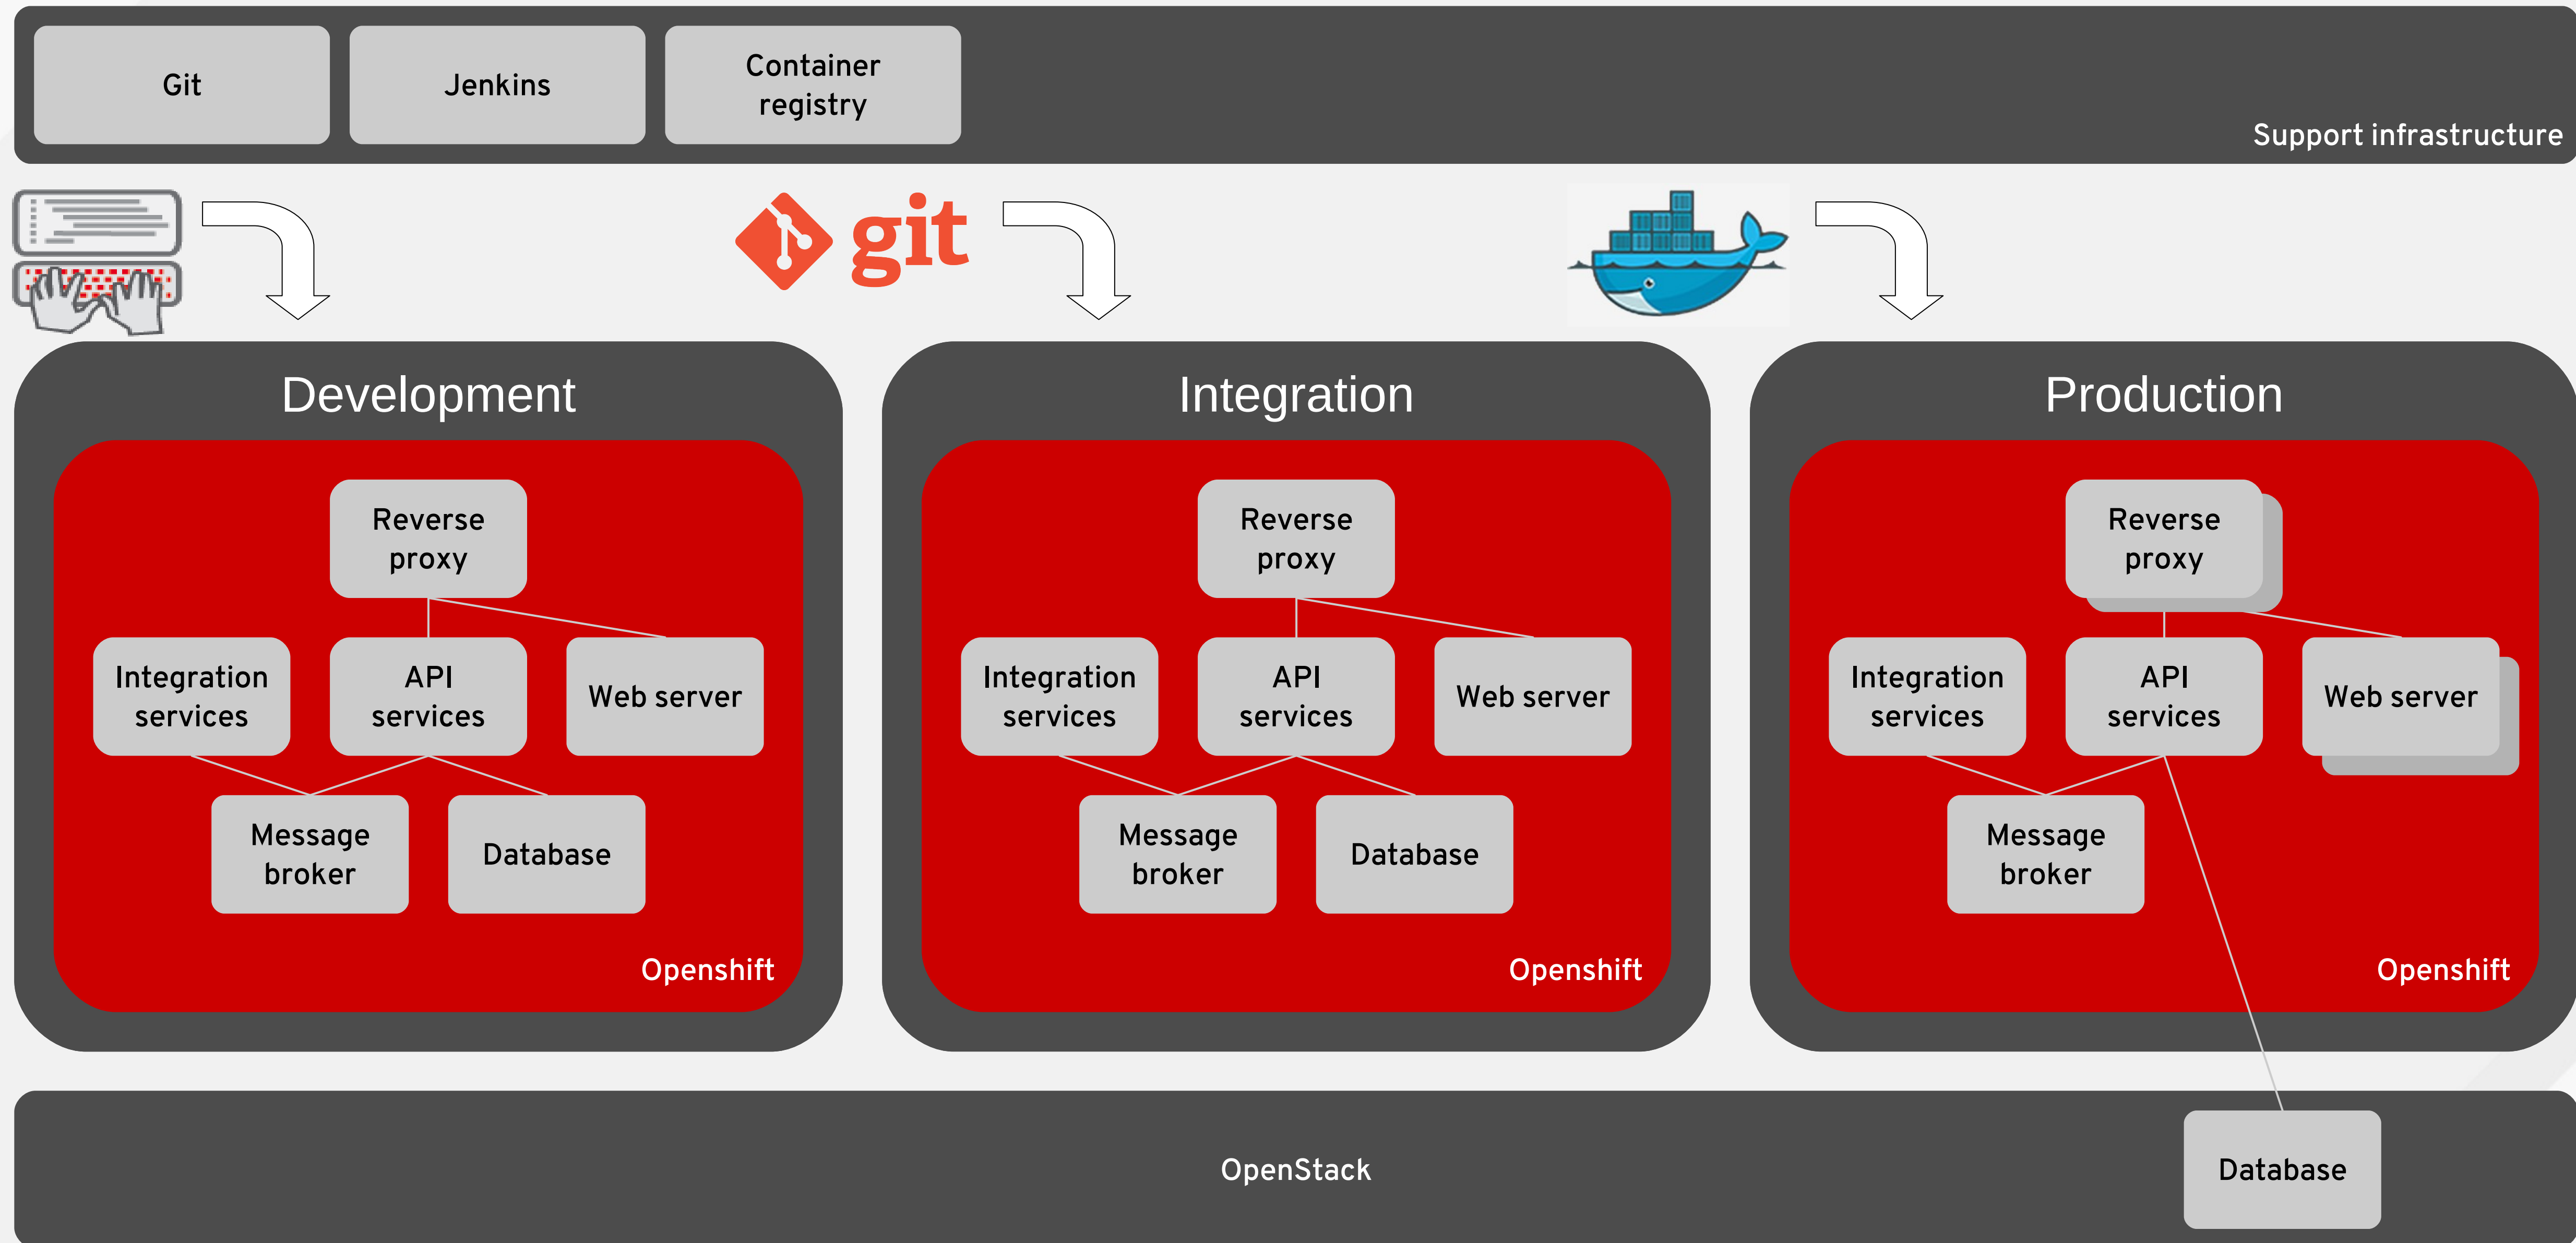 Git
Jenkins
Container
registry
Support infrastructure
git
Development
Reverse
proxy
Integration
services
API
services
Web server
Message
broker
Database
Openshift
Integration
Reverse
proxy
Integration
services
API
services
Web server
Message
broker
Database
Openshift
Production
Reverse
proxy
Integration
services
API
services
Web server
Message
broker
Openshift
OpenStack
Database